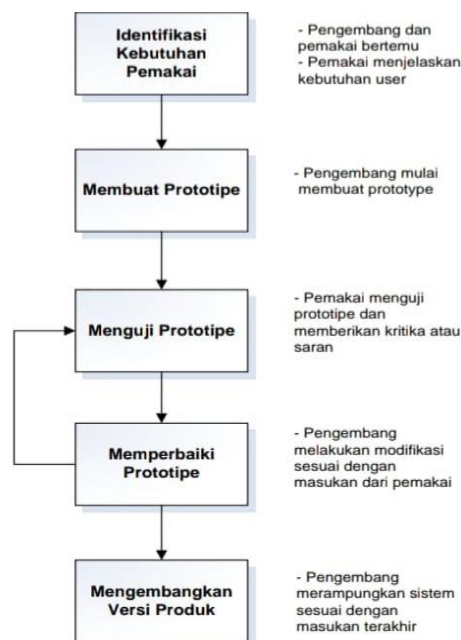 Identifikasi
Kebutuhan
Pemakai
- Pengembang dan
pemakai bertemu
- Pemakai menjelaskan
kebutuhan user
Membuat Prototipe
- Pengembang mulai
membuat prototype
Menguji Prototipe
- Pemakai menguji
prototipe dan
memberikan kritika atau
saran
Memperbaiki
Prototipe
- Pengembang
melakukan modifikasi
sesuai dengan
masukan dari pemakai
Mengembangkan
Versi Produk
- Pengembang
merampungkan sistem
sesuai dengan
masukan terakhir